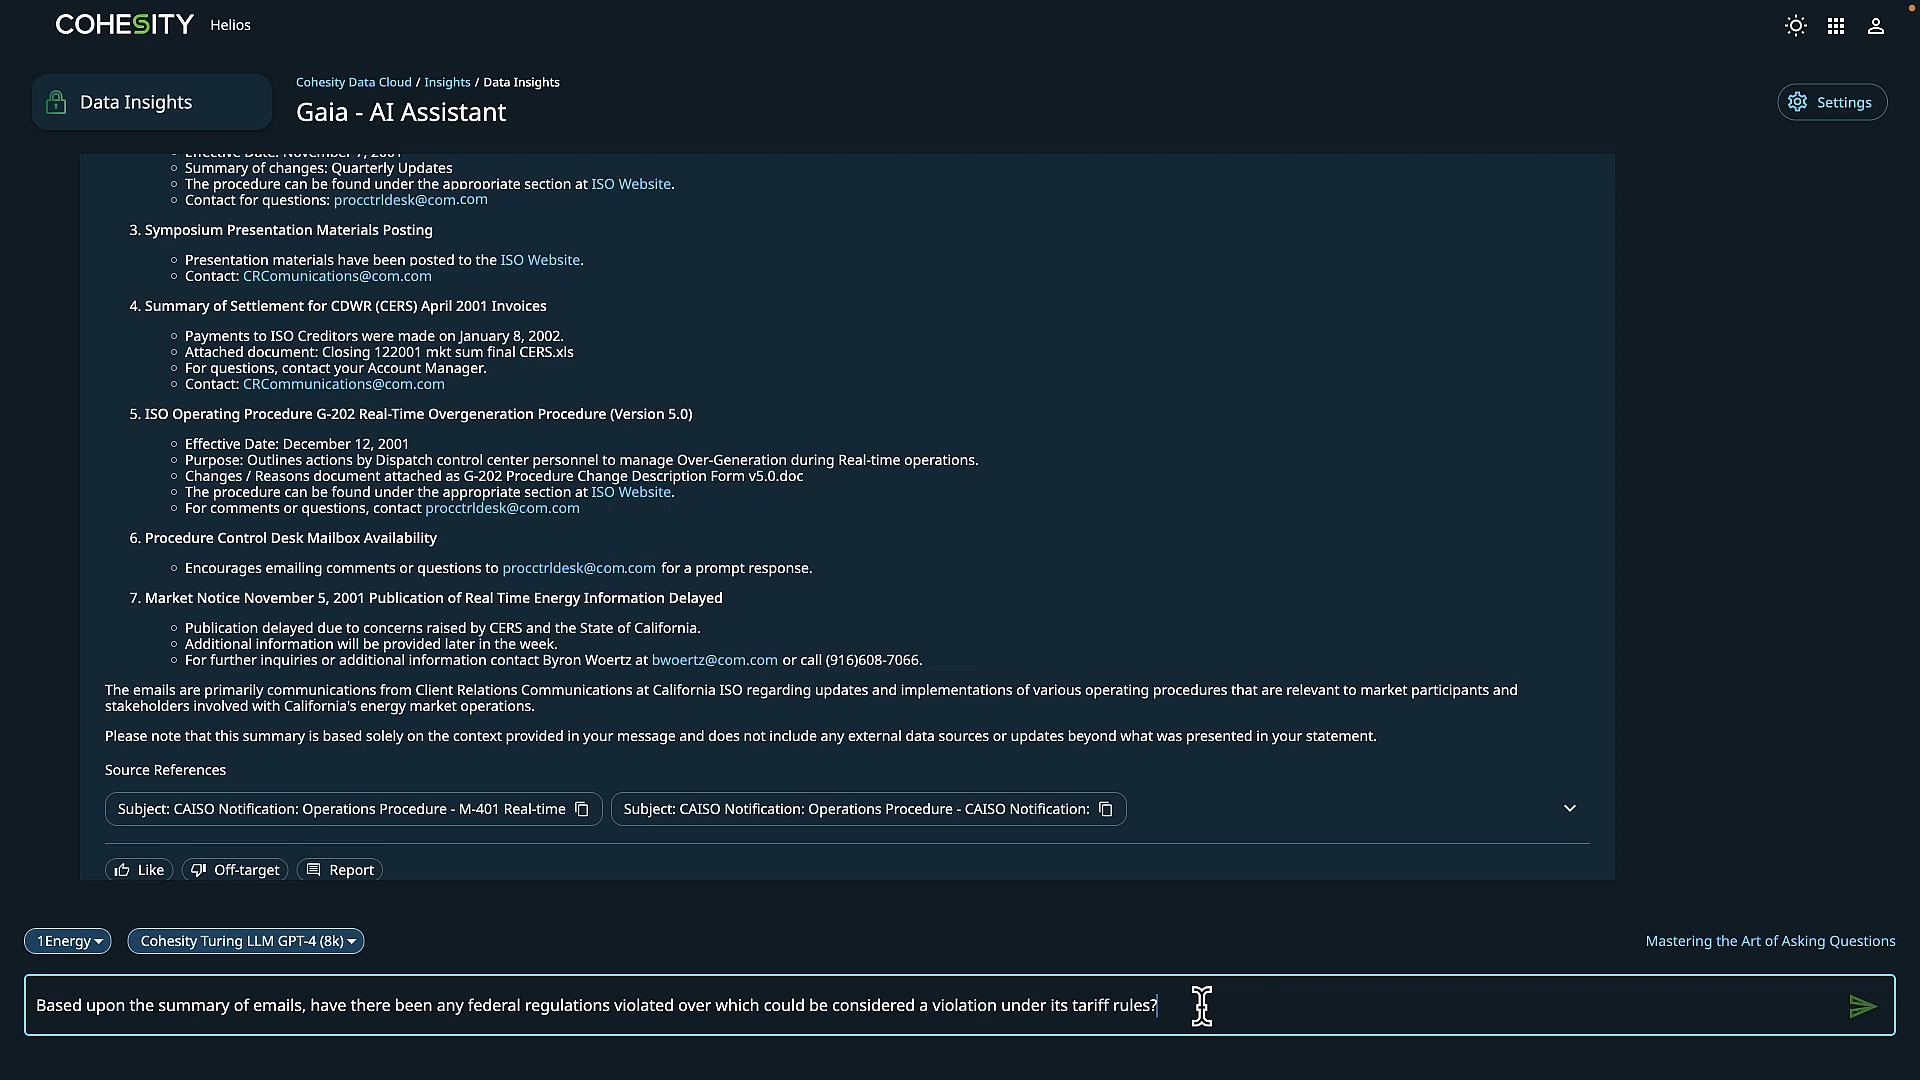 COHESITY Helios
Data Insights
Cohesity Data Cloud / Insights / Data Insights
Gaia - AI Assistant
Settings
Effective Date: November 7, 2001
◦ Summary of changes: Quarterly Updates
◦ The procedure can be found under the appropriate section at ISO Website.
◦ Contact for questions: procctrldesk@com.com
3. Symposium Presentation Materials Posting
◦ Presentation materials have been posted to the ISO Website.
◦ Contact: CRComunications@com.com
4. Summary of Settlement for CDWR (CERS) April 2001 Invoices
◦ Payments to ISO Creditors were made on January 8, 2002.
◦ Attached document: Closing 122001 mkt sum final CERS.xls
◦ For questions, contact your Account Manager.
◦ Contact: CRCommunications@com.com
5. ISO Operating Procedure G-202 Real-Time Overgeneration Procedure (Version 5.0)
◦ Effective Date: December 12, 2001
◦ Purpose: Outlines actions by Dispatch control center personnel to manage Over-Generation during Real-time operations.
◦ Changes / Reasons document attached as G-202 Procedure Change Description Form v5.0.doc
◦ The procedure can be found under the appropriate section at ISO Website.
◦ For comments or questions, contact procctrldesk@com.com
6. Procedure Control Desk Mailbox Availability
◦ Encourages emailing comments or questions to procctrldesk@com.com for a prompt response.
7. Market Notice November 5, 2001 Publication of Real Time Energy Information Delayed
◦ Publication delayed due to concerns raised by CERS and the State of California.
◦ Additional information will be provided later in the week.
◦ For further inquiries or additional information contact Byron Woertz at bwoertz@com.com or call (916)608-7066.
The emails are primarily communications from Client Relations Communications at California ISO regarding updates and implementations of various operating procedures that are relevant to market participants and
stakeholders involved with California's energy market operations.
Please note that this summary is based solely on the context provided in your message and does not include any external data sources or updates beyond what was presented in your statement.
Source References
Subject: CAISO Notification: Operations Procedure - M-401 Real-time
Subject: CAISO Notification: Operations Procedure - CAISO Notification:
Like
Off-target
Report
1Energy
Cohesity Turing LLM GPT-4 (8k)
Mastering the Art of Asking Questions
Based upon the summary of emails, have there been any federal regulations violated over which could be considered a violation under its tariff rules?